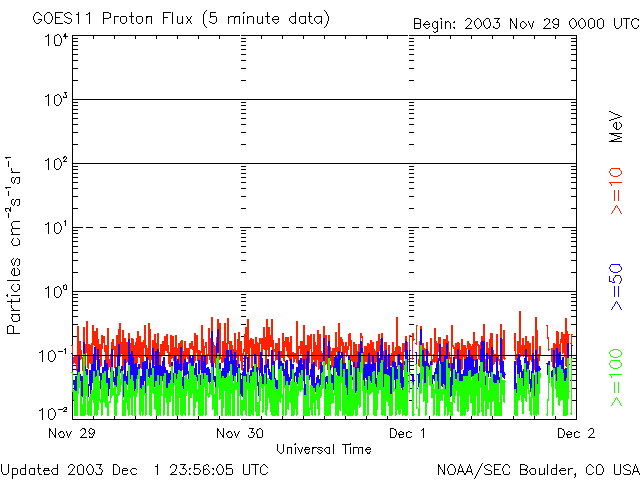 GOES11 Proton Flux (5 minute data)
Begin: 2003 Nov 29 0000 UTC
10⁴
10³
10²
10¹
10⁰
10⁻¹
10⁻²
Particles cm⁻²s⁻¹sr⁻¹
MeV
>=10
>=50
>=100
Nov 29
Nov 30
Dec 1
Dec 2
Universal Time
Updated 2003 Dec  1 23:56:05 UTC
NOAA/SEC Boulder, CO USA